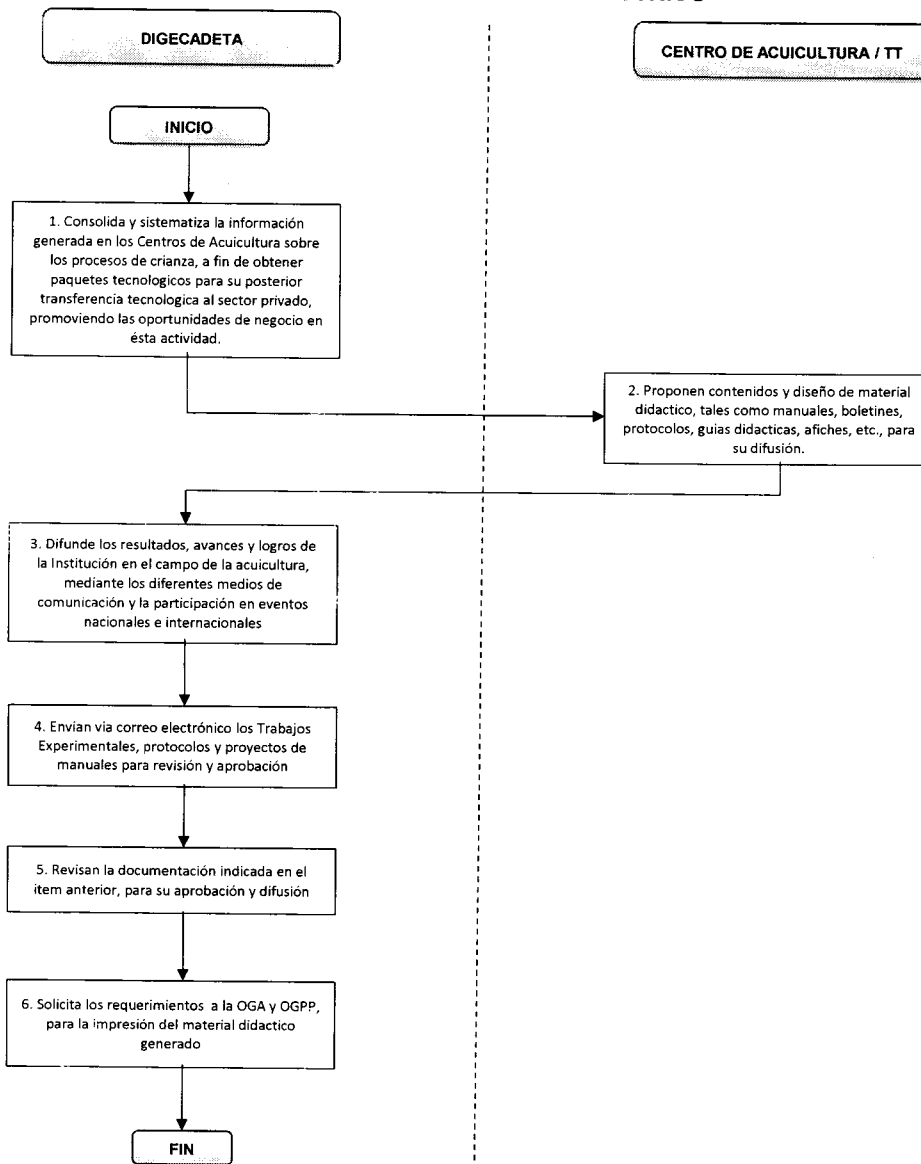 DIGECADETA
CENTRO DE ACUICULTURA / TT
INICIO
1. Consolida y sistematiza la información
generada en los Centros de Acuicultura sobre
los procesos de crianza, a fin de obtener
paquetes tecnologicos para su posterior
transferencia tecnologica al sector privado,
promoviendo las oportunidades de negocio en
ésta actividad.
2. Proponen contenidos y diseño de material
didactico, tales como manuales, boletines,
protocolos, guias didacticas, afiches, etc., para
su difusión.
3. Difunde los resultados, avances y logros de
la Institución en el campo de la acuicultura,
mediante los diferentes medios de
comunicación y la participación en eventos
nacionales e internacionales
4. Envían via correo electrónico los Trabajos
Experimentales, protocolos y proyectos de
manuales para revisión y aprobación
5. Revisan la documentación indicada en el
item anterior, para su aprobación y difusión
6. Solicita los requerimientos a la OGA y OGPP,
para la impresión del material didactico
generado
FIN